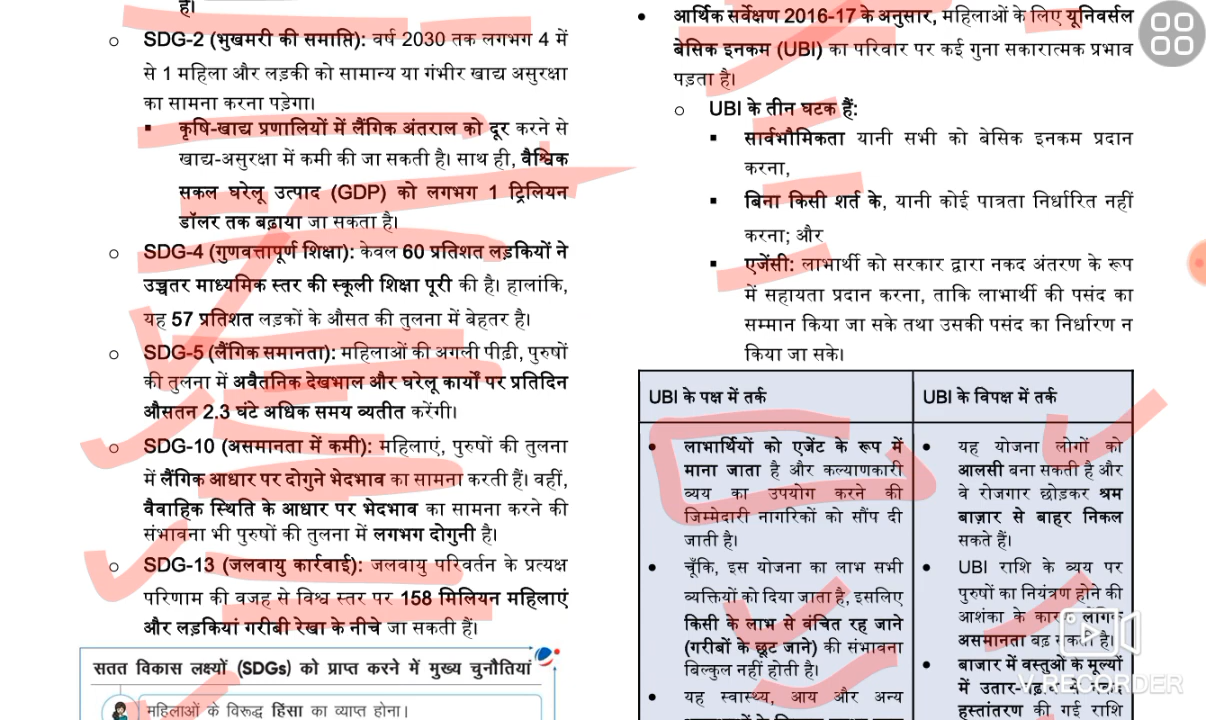 है।
○ SDG-2 (भुखमरी की समाप्ति): वर्ष 2030 तक लगभग 4 में
से 1 महिला और लड़की को सामान्य या गंभीर खाद्य असुरक्षा
का सामना करना पड़ेगा।
▪ कृषि-खाद्य प्रणालियों में लैंगिक अंतराल को दूर करने से
खाद्य-असुरक्षा में कमी की जा सकती है। साथ ही, वैश्विक
सकल घरेलू उत्पाद (GDP) को लगभग 1 ट्रिलियन
डॉलर तक बढ़ाया जा सकता है।
○ SDG-4 (गुणवत्तापूर्ण शिक्षा): केवल 60 प्रतिशत लड़कियों ने
उच्चतर माध्यमिक स्तर की स्कूली शिक्षा पूरी की है। हालांकि,
यह 57 प्रतिशत लड़कों के औसत की तुलना में बेहतर है।
○ SDG-5 (लैंगिक समानता): महिलाओं की अगली पीढ़ी, पुरुषों
की तुलना में अवैतनिक देखभाल और घरेलू कार्यों पर प्रतिदिन
औसतन 2.3 घंटे अधिक समय व्यतीत करेंगी।
○ SDG-10 (असमानता में कमी): महिलाएं, पुरुषों की तुलना
में लैंगिक आधार पर दोगुने भेदभाव का सामना करती हैं। वहीं,
वैवाहिक स्थिति के आधार पर भेदभाव का सामना करने की
संभावना भी पुरुषों की तुलना में लगभग दोगुनी है।
○ SDG-13 (जलवायु कार्रवाई): जलवायु परिवर्तन के प्रत्यक्ष
परिणाम की वजह से विश्व स्तर पर 158 मिलियन महिलाएं
और लड़कियां गरीबी रेखा के नीचे जा सकती हैं।
सतत विकास लक्ष्यों (SDGs) को प्राप्त करने में मुख्य चुनौतियां
महिलाओं के विरूद्ध हिंसा का व्याप्त होना।
• आर्थिक सर्वेक्षण 2016-17 के अनुसार, महिलाओं के लिए यूनिवर्सल
बेसिक इनकम (UBI) का परिवार पर कई गुना सकारात्मक प्रभाव
पड़ता है।
○ UBI के तीन घटक हैं:
▪ सार्वभौमिकता यानी सभी को बेसिक इनकम प्रदान
करना,
▪ बिना किसी शर्त के, यानी कोई पात्रता निर्धारित नहीं
करना; और
▪ एजेंसी: लाभार्थी को सरकार द्वारा नकद अंतरण के रूप
में सहायता प्रदान करना, ताकि लाभार्थी की पसंद का
सम्मान किया जा सके तथा उसकी पसंद का निर्धारण न
किया जा सके।
UBI के पक्ष में तर्क
• लाभार्थियों को एजेंट के रूप में
माना जाता है और कल्याणकारी
व्यय का उपयोग करने की
जिम्मेदारी नागरिकों को सौंप दी
जाती है।
• चूँकि, इस योजना का लाभ सभी
व्यक्तियों को दिया जाता है, इसलिए
किसी के लाभ से वंचित रह जाने
(गरीबों के छूट जाने) की संभावना
बिल्कुल नहीं होती है।
• यह स्वास्थ्य, आय और अन्य
UBI के विपक्ष में तर्क
• यह योजना लोगों को
आलसी बना सकती है और
वे रोजगार छोड़कर श्रम
बाज़ार से बाहर निकल
सकते हैं।
• UBI राशि के व्यय पर
पुरुषों का नियंत्रण होने की
आशंका के कारण लैंगिक
असमानता बढ़ सकती है।
• बाजार में वस्तुओं के मूल्यों
में उतार-चढ़ाव
हस्तांतरण की गई राशि
V RECORDER